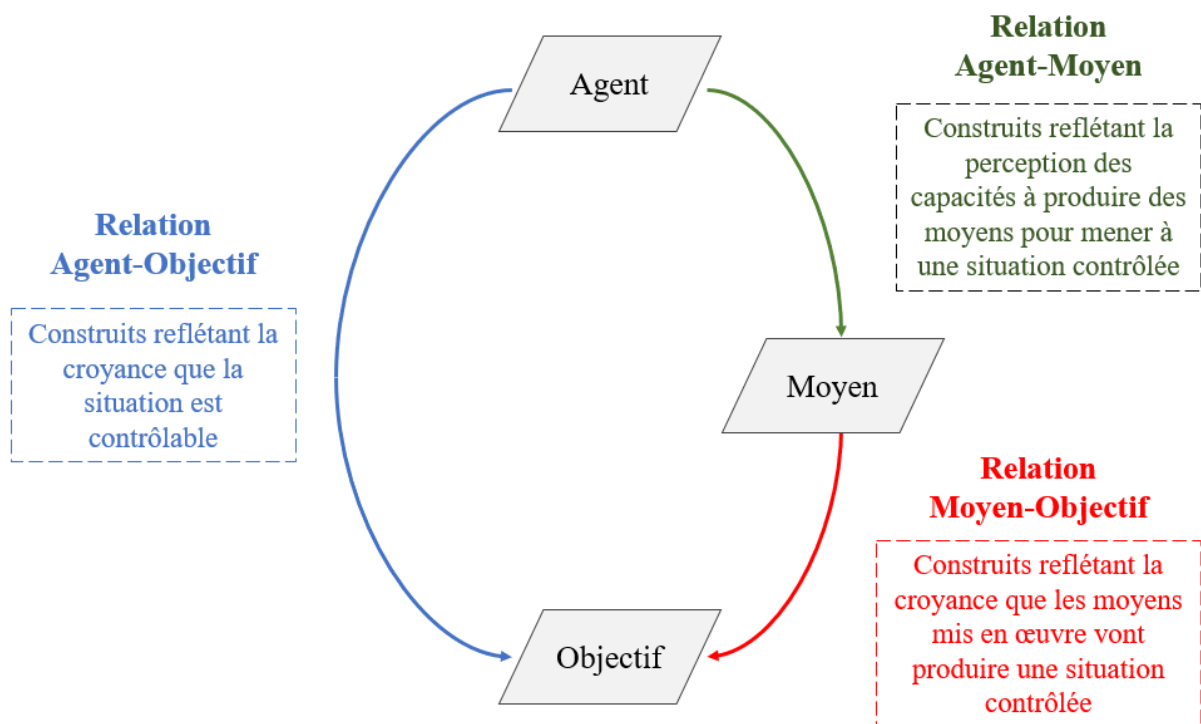 Agent
Relation
Agent-Moyen
Construits reflétant la
perception des
capacités à produire des
moyens pour mener à
une situation contrôlée
Relation
Agent-Objectif
Construits reflétant la
croyance que la
situation est
contrôlable
Moyen
Relation
Moyen-Objectif
Construits reflétant la
croyance que les moyens
mis en œuvre vont
produire une situation
contrôlée
Objectif